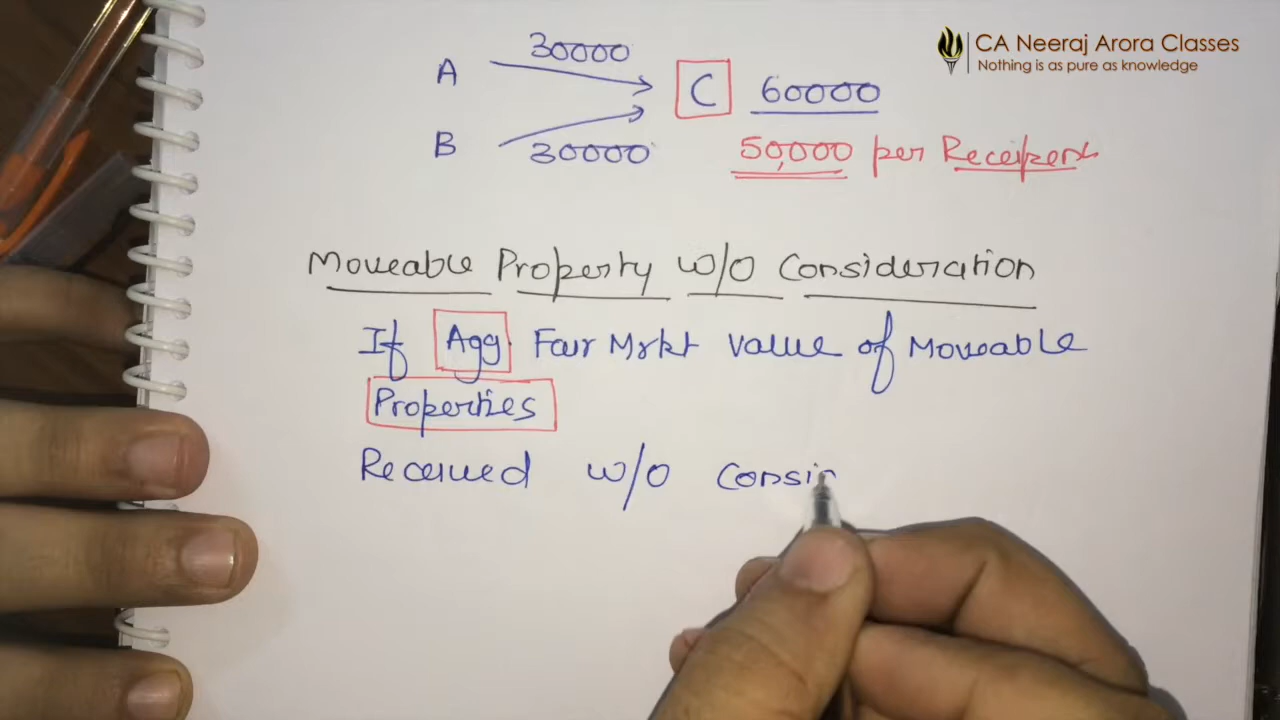 CA Neeraj Arora Classes
Nothing is as pure as knowledge
A 30000 C 60000
B 30000 50,000 per Receipent
Moveable Property w/o Consideration
If Agg. Fair Mrkt Value of Moveable
Properties
Received w/o Consi